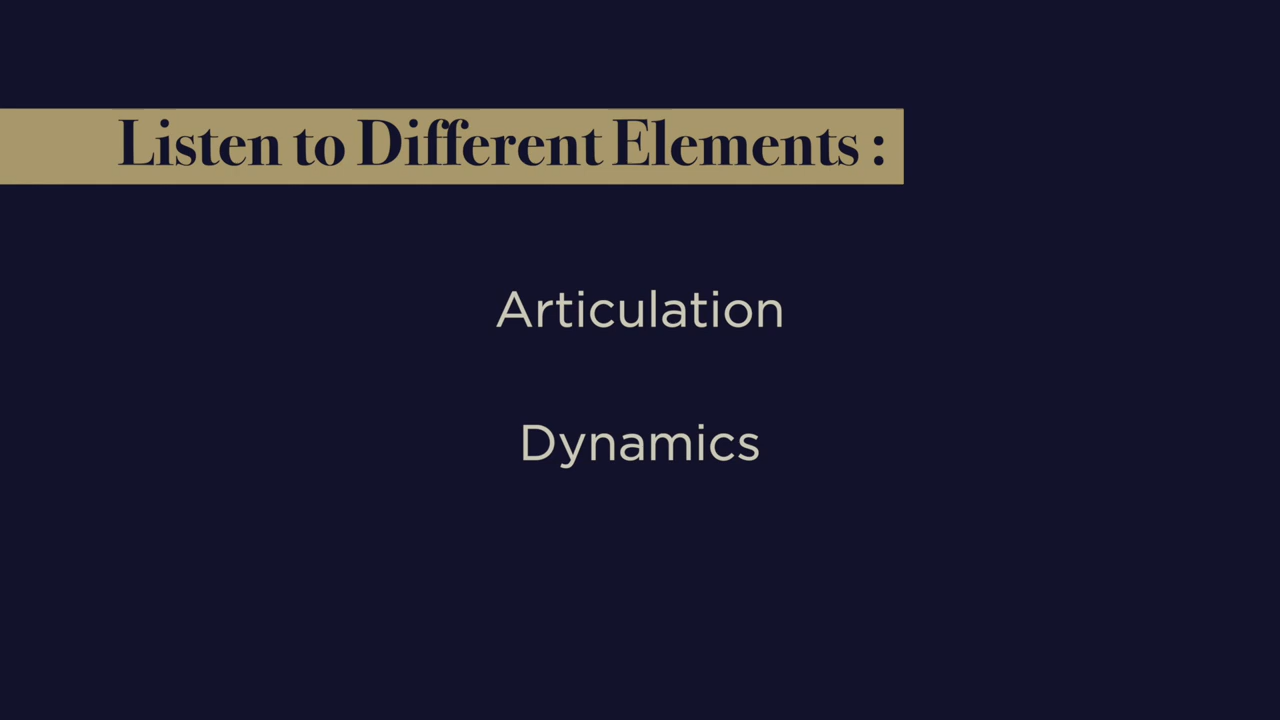 Listen to Different Elements :
Articulation
Dynamics